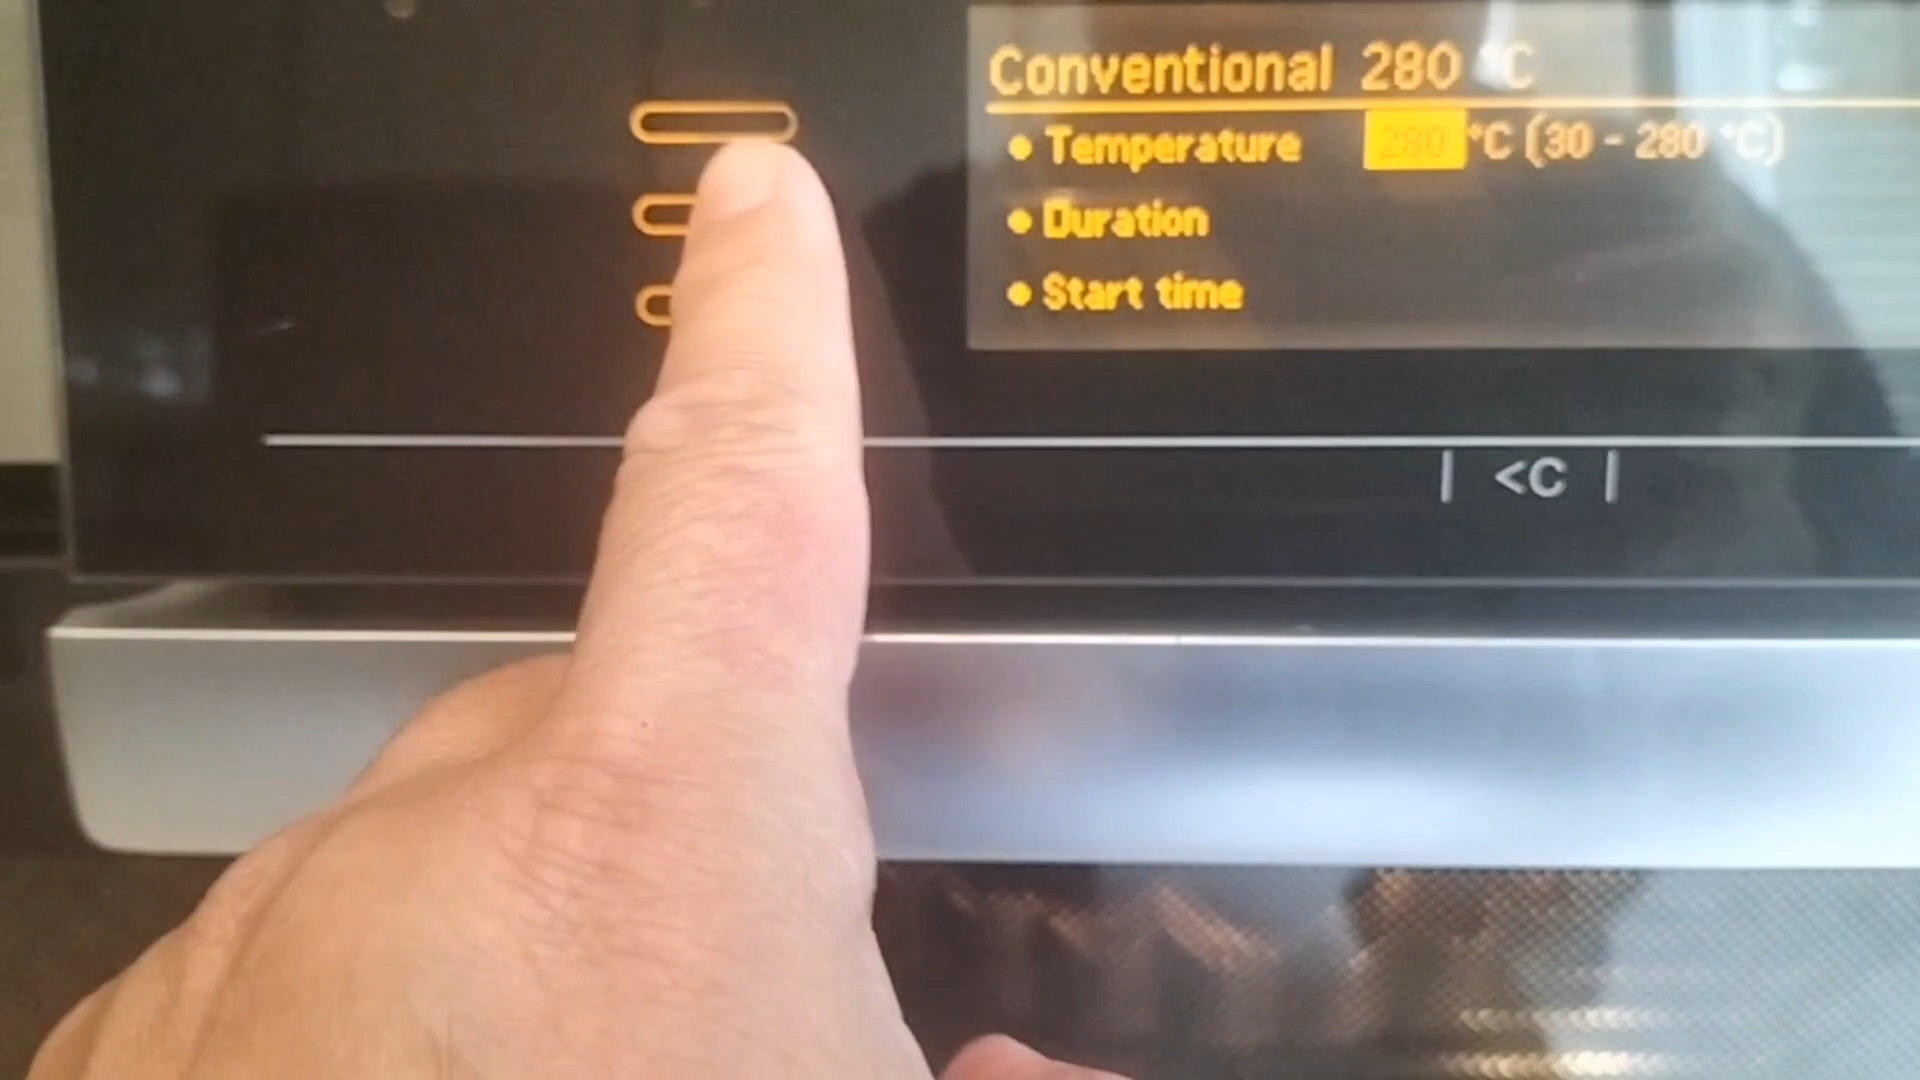 Conventional 280 °C
• Temperature 280 °C (30 - 280 °C)
• Duration
• Start time
| <C |